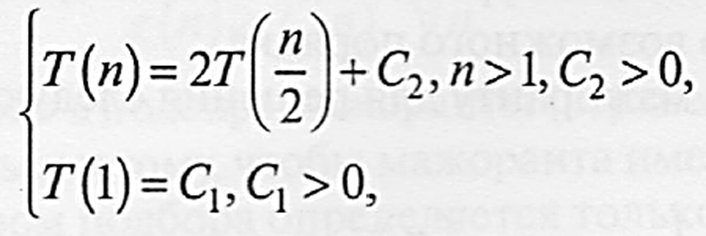 T(n) = 2T(n/2) + C₂, n > 1, C₂ > 0,
T(1) = C₁, C₁ > 0,